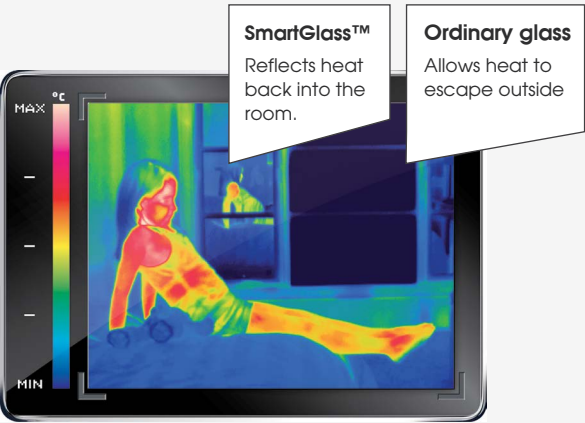 SmartGlass™
Reflects heat
back into the
room.
Ordinary glass
Allows heat to
escape outside
°C
MAX
MIN